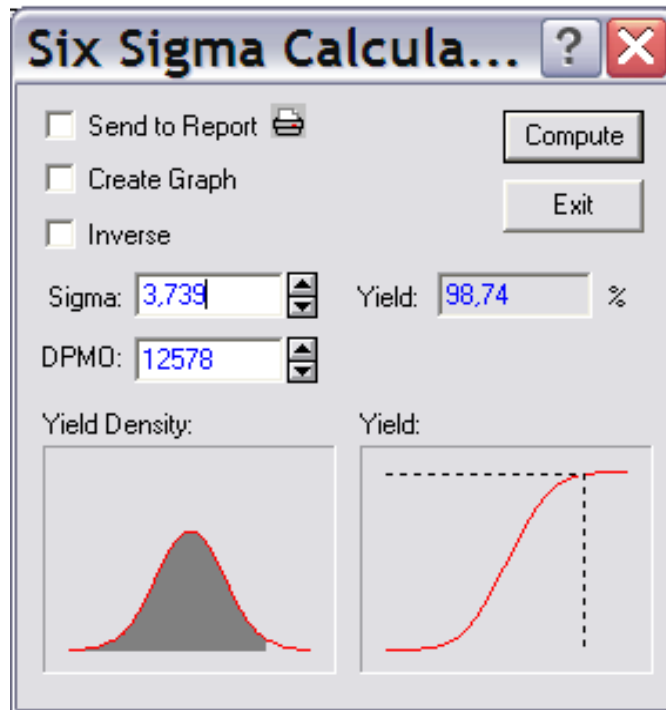 Six Sigma Calcula...
Send to Report
Compute
Create Graph
Exit
Inverse
Sigma: 3,739 Yield: 98,74 %
DPMO: 12578
Yield Density: Yield: